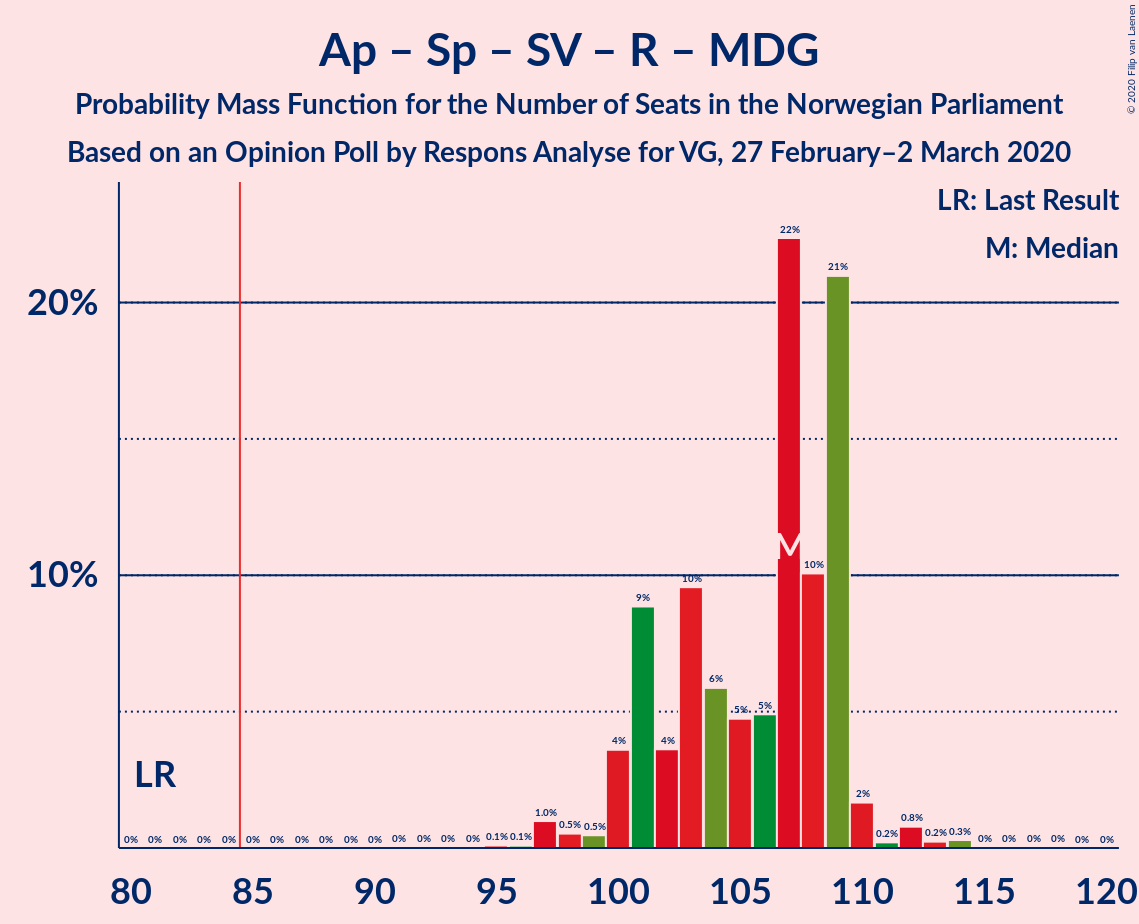 Ap – Sp – SV – R – MDG
Probability Mass Function for the Number of Seats in the Norwegian Parliament
Based on an Opinion Poll by Respons Analyse for VG, 27 February–2 March 2020
© 2020 Filip van Laenen
LR: Last Result
M: Median
20%
10%
LR
M
0% 0% 0% 0% 0% 0% 0% 0% 0% 0% 0% 0% 0% 0% 0% 0.1% 0.1% 1.0% 0.5% 0.5% 4% 9% 4% 10% 6% 5% 5% 22% 10% 21% 2% 0.2% 0.8% 0.2% 0.3% 0% 0% 0% 0% 0% 0%
80 85 90 95 100 105 110 115 120